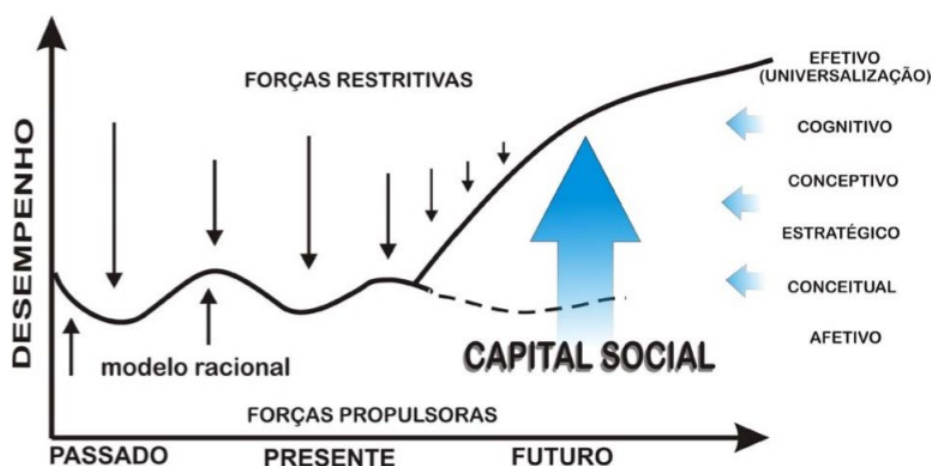 EFETIVO
(UNIVERSALIZAÇÃO)
FORÇAS RESTRITIVAS
COGNITIVO
CONCEPTIVO
ESTRATÉGICO
CONCEITUAL
AFETIVO
DESEMPENHO
modelo racional
CAPITAL SOCIAL
FORÇAS PROPULSORAS
PASSADO
PRESENTE
FUTURO